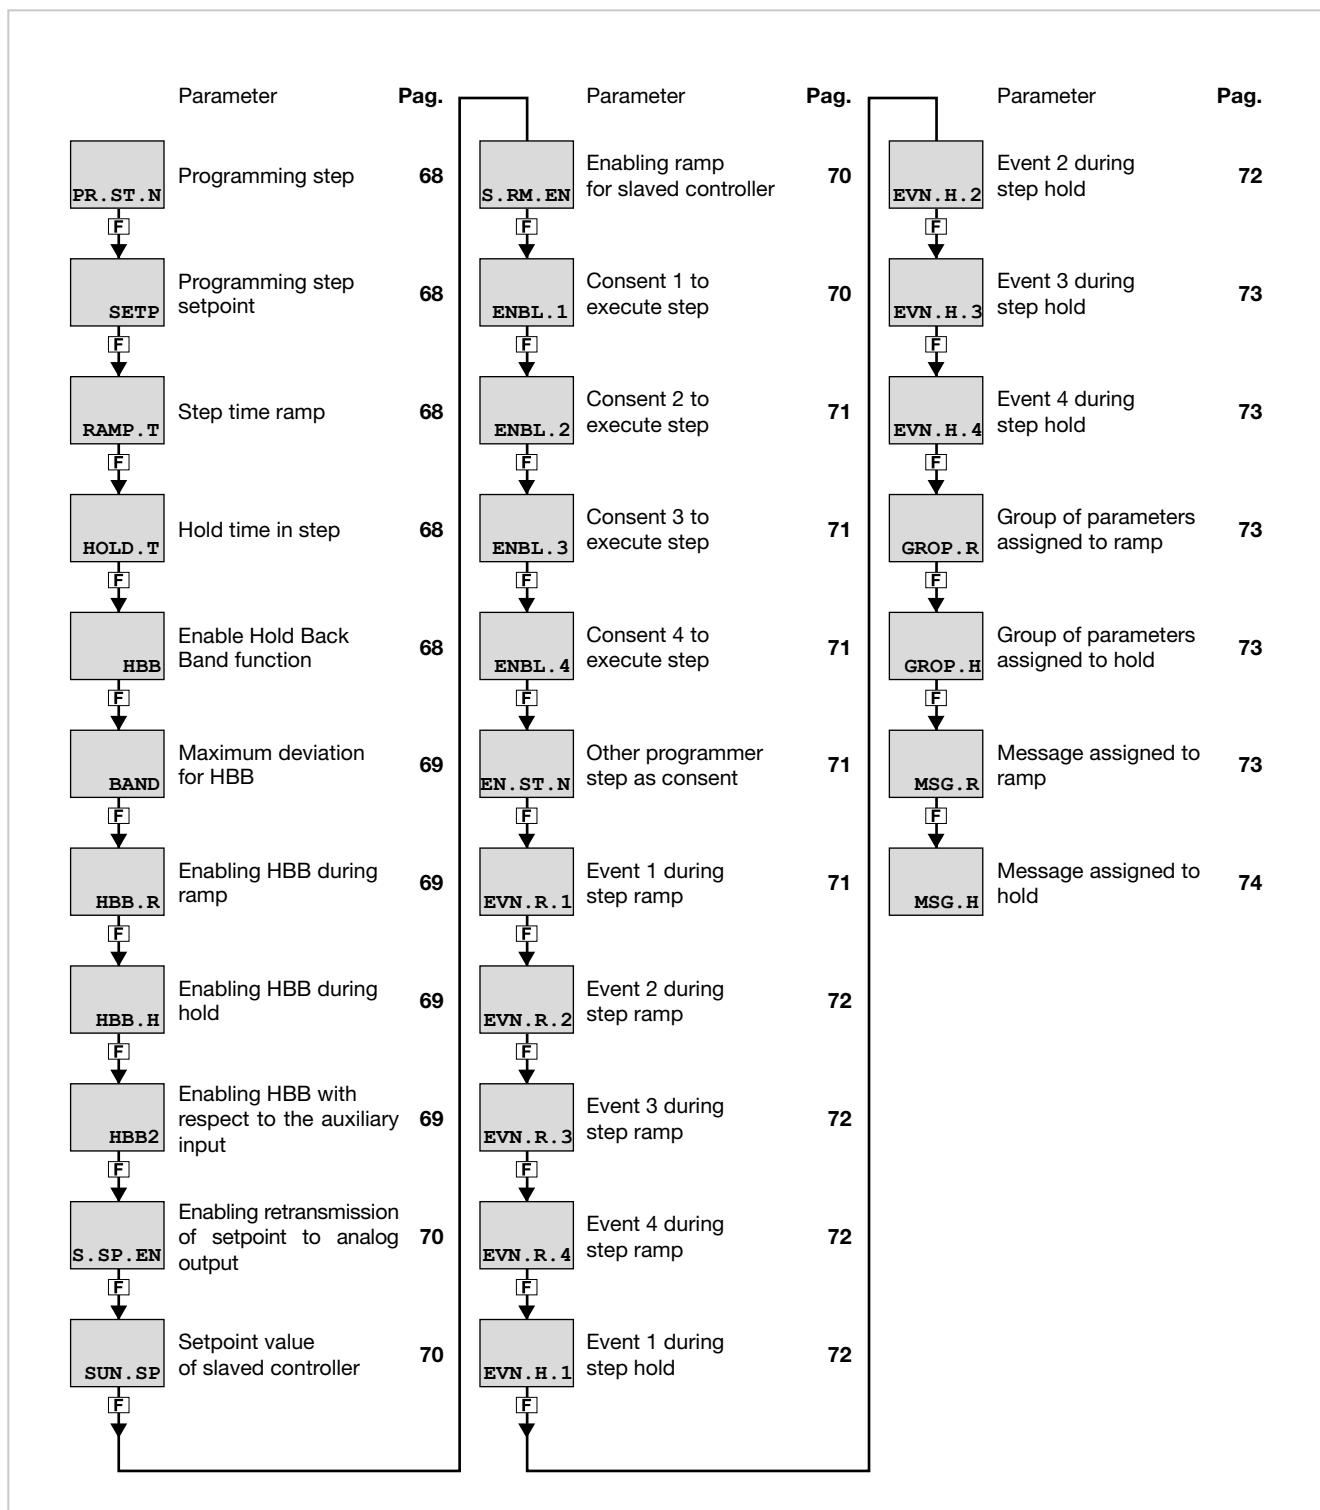 Parameter Pag.
PR.ST.N Programming step 68
F
SETP Programming step
setpoint 68
F
RAMP.T Step time ramp 68
F
HOLD.T Hold time in step 68
F
HBB Enable Hold Back
Band function 68
F
BAND Maximum deviation
for HBB 69
F
HBB.R Enabling HBB during
ramp 69
F
HBB.H Enabling HBB during
hold 69
F
HBB2 Enabling HBB with
respect to the auxiliary
input 69
F
S.SP.EN Enabling retransmission
of setpoint to analog
output 70
F
SUN.SP Setpoint value
of slaved controller 70
F
Parameter Pag.
S.RM.EN Enabling ramp
for slaved controller 70
F
ENBL.1 Consent 1 to
execute step 70
F
ENBL.2 Consent 2 to
execute step 71
F
ENBL.3 Consent 3 to
execute step 71
F
ENBL.4 Consent 4 to
execute step 71
F
EN.ST.N Other programmer
step as consent 71
F
EVN.R.1 Event 1 during
step ramp 71
F
EVN.R.2 Event 2 during
step ramp 72
F
EVN.R.3 Event 3 during
step ramp 72
F
EVN.R.4 Event 4 during
step ramp 72
F
EVN.H.1 Event 1 during
step hold 72
F
Parameter Pag.
EVN.H.2 Event 2 during
step hold 72
F
EVN.H.3 Event 3 during
step hold 73
F
EVN.H.4 Event 4 during
step hold 73
F
GROP.R Group of parameters
assigned to ramp 73
F
GROP.H Group of parameters
assigned to hold 73
F
MSG.R Message assigned to
ramp 73
F
MSG.H Message assigned to
hold 74